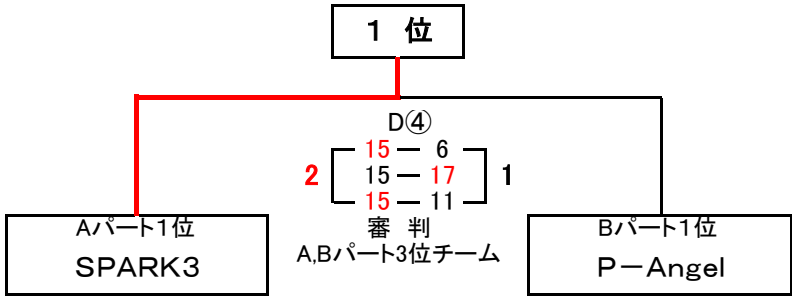 １ 位
D④
15 ― 6
2 15 ― 17 1
15 ― 11
審 判
A,Bパート3位チーム
Aパート１位
SPARK3
Bパート１位
P－Angel